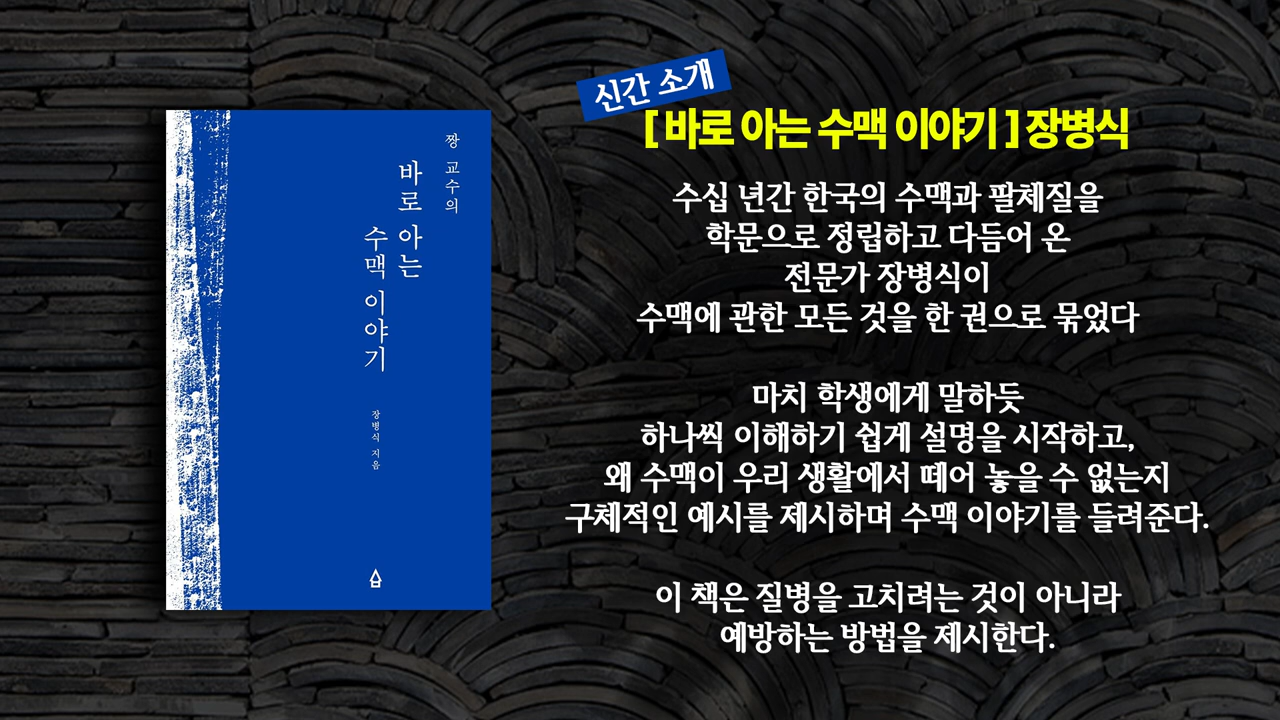 짱 교수의
바로 아는
수맥 이야기
장병식 지음
신간 소개
[ 바로 아는 수맥 이야기 ] 장병식
수십 년간 한국의 수맥과 팔체질을
학문으로 정립하고 다듬어 온
전문가 장병식이
수맥에 관한 모든 것을 한 권으로 묶었다
마치 학생에게 말하듯
하나씩 이해하기 쉽게 설명을 시작하고,
왜 수맥이 우리 생활에서 떼어 놓을 수 없는지
구체적인 예시를 제시하며 수맥 이야기를 들려준다.
이 책은 질병을 고치려는 것이 아니라
예방하는 방법을 제시한다.